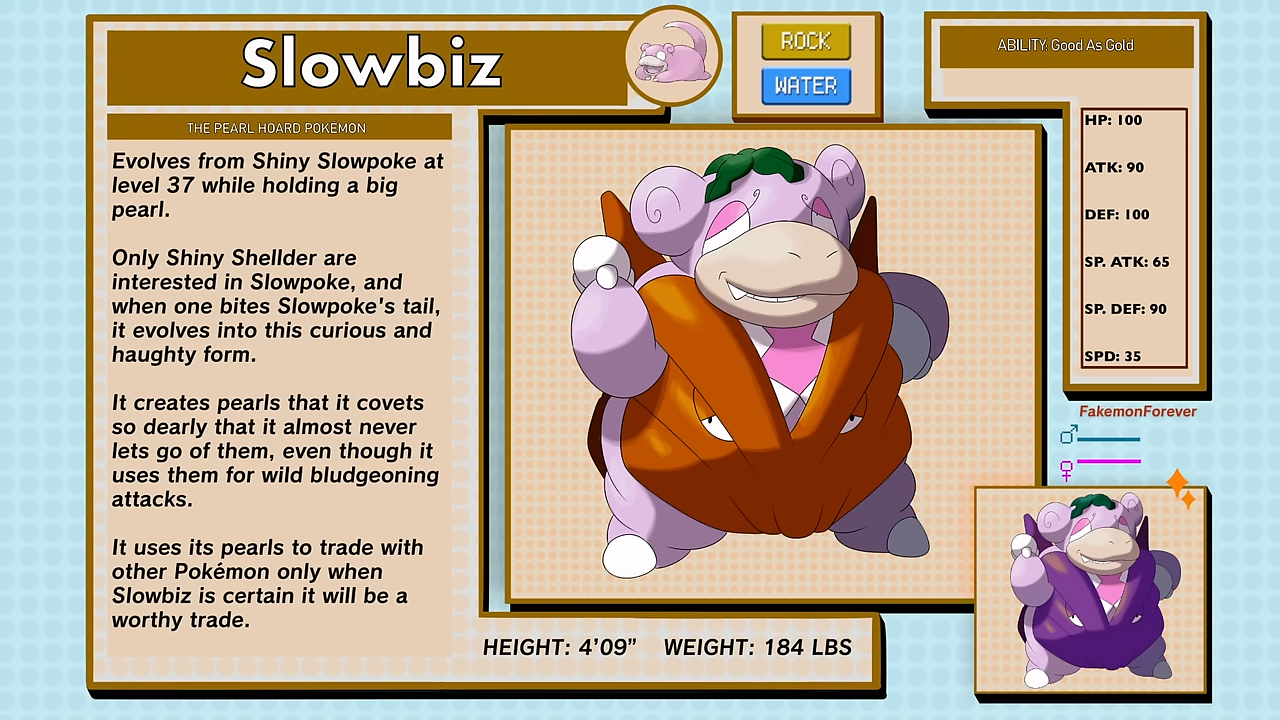 Slowbiz
ROCK
WATER
ABILITY: Good As Gold
THE PEARL HOARD POKÉMON
Evolves from Shiny Slowpoke at
level 37 while holding a big
pearl.
Only Shiny Shellder are
interested in Slowpoke, and
when one bites Slowpoke's tail,
it evolves into this curious and
haughty form.
It creates pearls that it covets
so dearly that it almost never
lets go of them, even though it
uses them for wild bludgeoning
attacks.
It uses its pearls to trade with
other Pokémon only when
Slowbiz is certain it will be a
worthy trade.
HP: 100
ATK: 90
DEF: 100
SP. ATK: 65
SP. DEF: 90
SPD: 35
FakemonForever
HEIGHT: 4’09” WEIGHT: 184 LBS